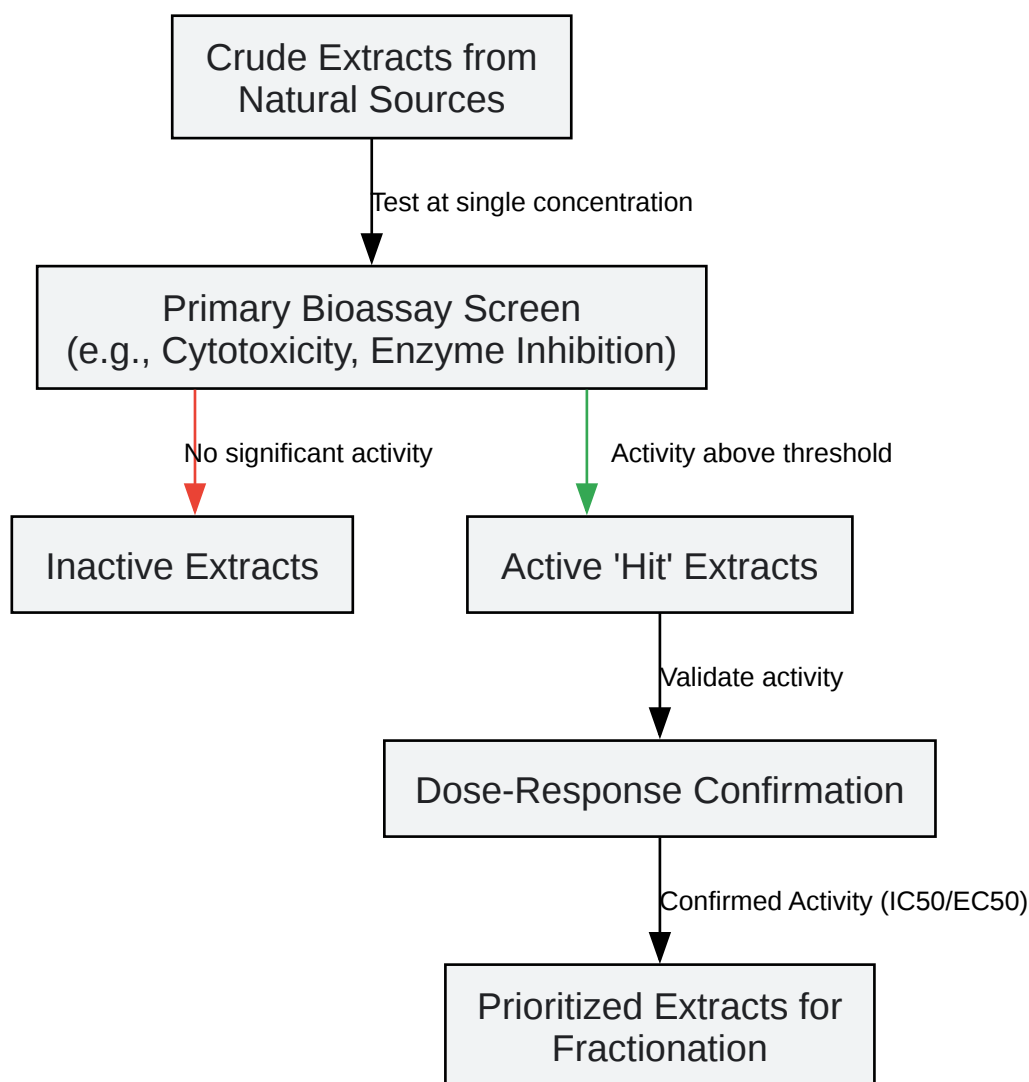 Crude Extracts from
Natural Sources
Test at single concentration
Primary Bioassay Screen
(e.g., Cytotoxicity, Enzyme Inhibition)
No significant activity
Activity above threshold
Inactive Extracts
Active 'Hit' Extracts
Validate activity
Dose-Response Confirmation
Confirmed Activity (IC50/EC50)
Prioritized Extracts for
Fractionation